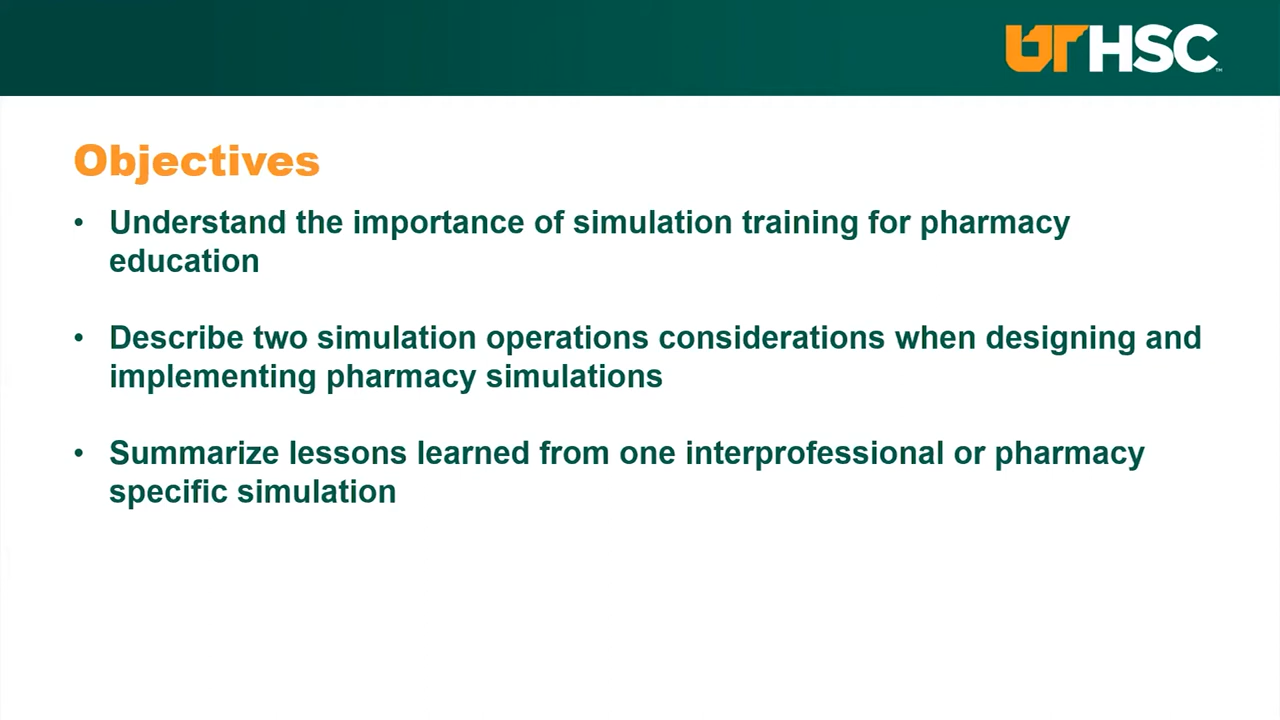 UTHSC™
Objectives
• Understand the importance of simulation training for pharmacy
education
• Describe two simulation operations considerations when designing and
implementing pharmacy simulations
• Summarize lessons learned from one interprofessional or pharmacy
specific simulation